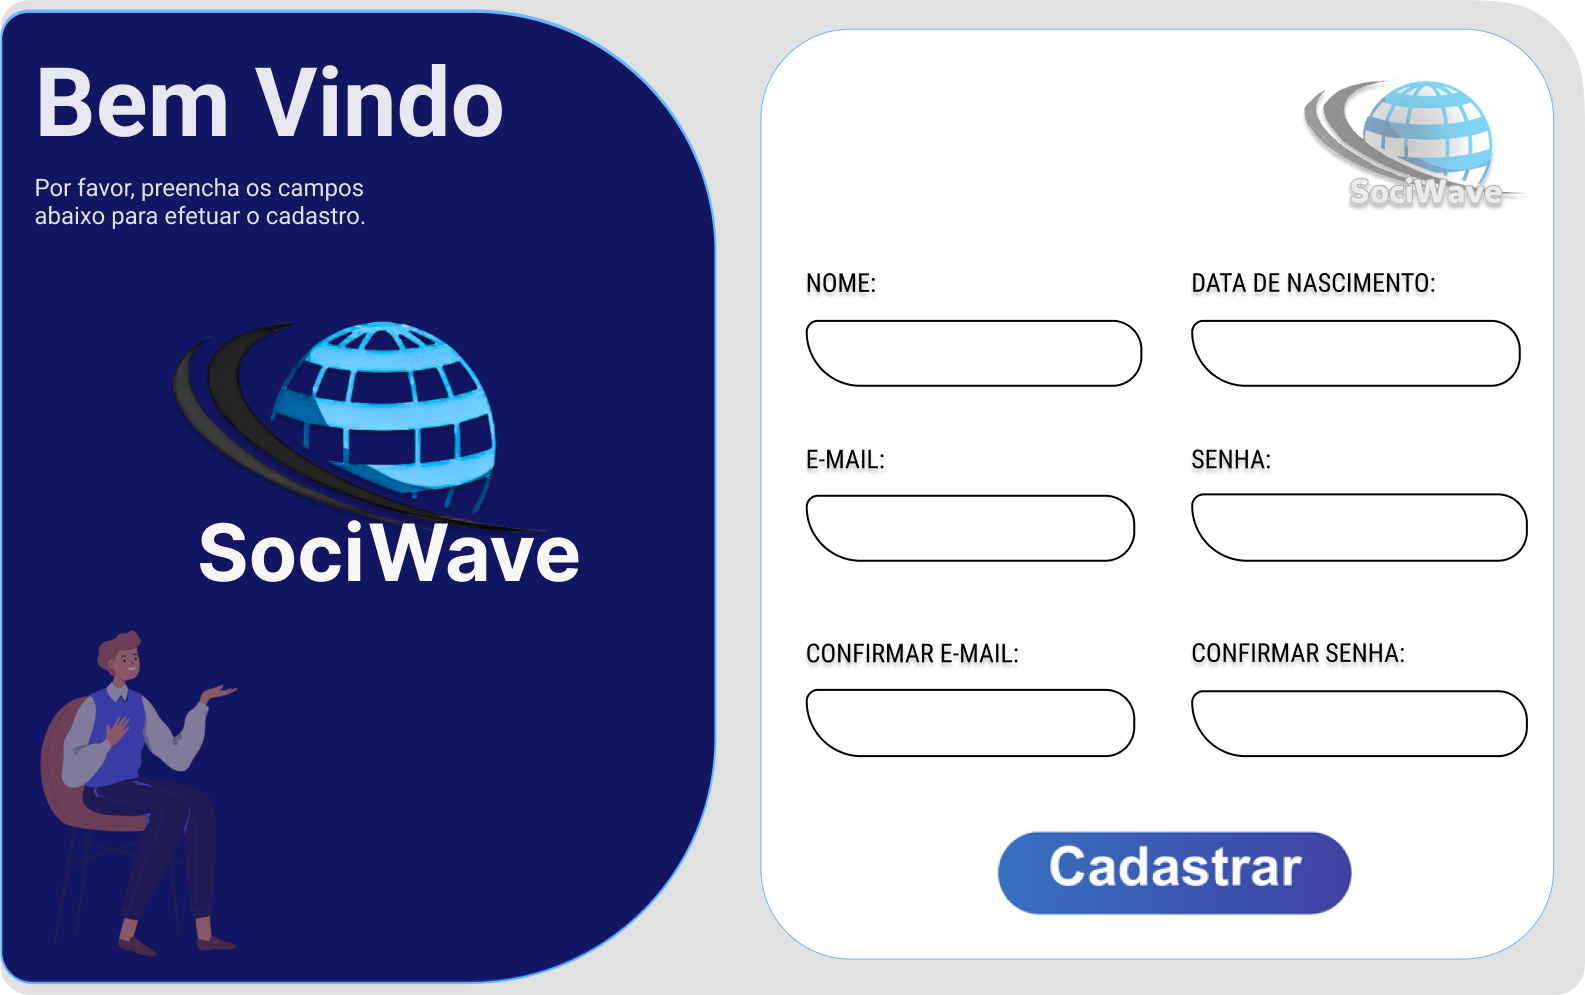 Bem Vindo
Por favor, preencha os campos
abaixo para efetuar o cadastro.
SociWave
SociWave
NOME:
DATA DE NASCIMENTO:
E-MAIL:
SENHA:
CONFIRMAR E-MAIL:
CONFIRMAR SENHA:
Cadastrar